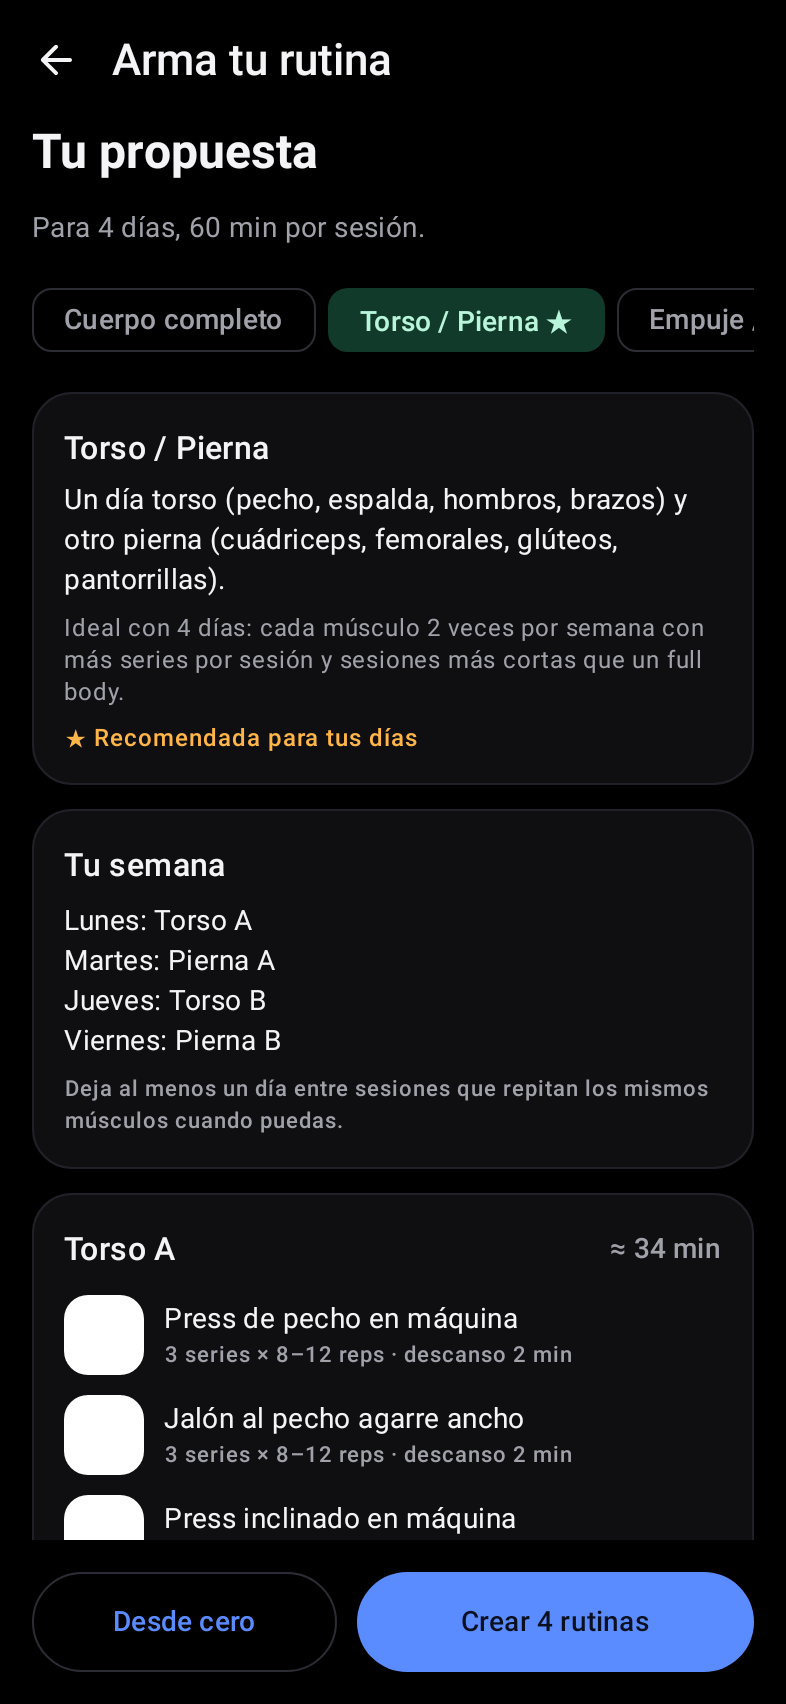 Arma tu rutina
Tu propuesta
Para 4 días, 60 min por sesión.
Cuerpo completo
Torso / Pierna ★
Empuje
Torso / Pierna
Un día torso (pecho, espalda, hombros, brazos) y
otro pierna (cuádriceps, femorales, glúteos,
pantorrillas).
Ideal con 4 días: cada músculo 2 veces por semana con
más series por sesión y sesiones más cortas que un full
body.
★ Recomendada para tus días
Tu semana
Lunes: Torso A
Martes: Pierna A
Jueves: Torso B
Viernes: Pierna B
Deja al menos un día entre sesiones que repitan los mismos
músculos cuando puedas.
Torso A
≈ 34 min
Press de pecho en máquina
3 series × 8–12 reps · descanso 2 min
Jalón al pecho agarre ancho
3 series × 8–12 reps · descanso 2 min
Press inclinado en máquina
Desde cero
Crear 4 rutinas